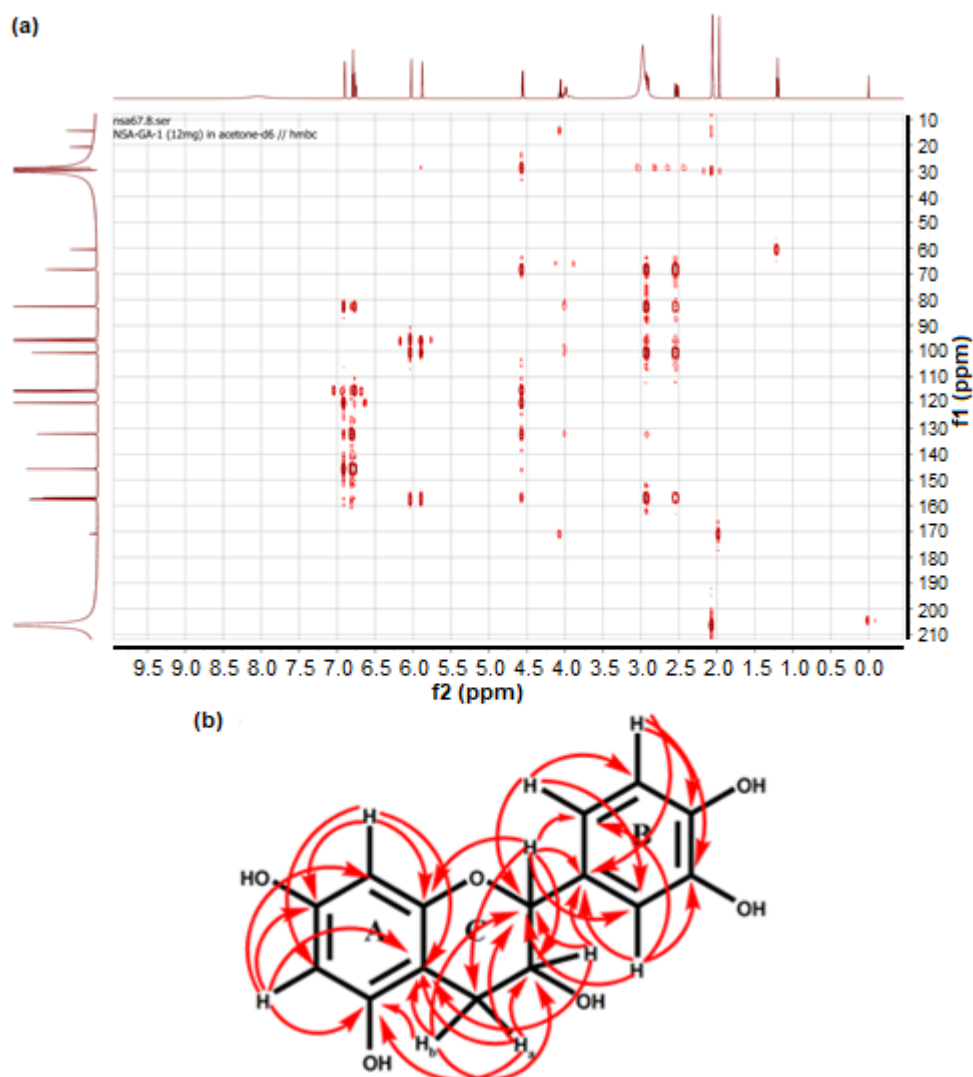 (a)
nsa67.8.ser
NSA-GA-1 (12mg) in acetone-d6 // hmbc
10
20
30
40
50
60
70
80
90
100
110
120
130
140
150
160
170
180
190
200
210
f1 (ppm)
9.5 9.0 8.5 8.0 7.5 7.0 6.5 6.0 5.5 5.0 4.5 4.0 3.5 3.0 2.5 2.0 1.5 1.0 0.5 0.0
f2 (ppm)
(b)
H
H
OH
H
B
H
HO
O
OH
A
C
H
H
OH
H
Hb
Ha
OH